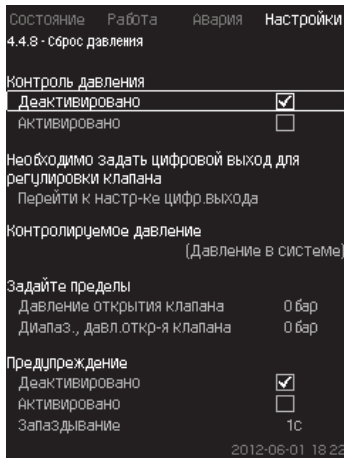 Состояние Работа Авария Настройки
4.4.8 - Сброс давления
Контроль давления
Деактивировано
Активировано
Необходимо задать цифровой выход для
регулировки клапана
Перейти к настр-ке цифр.выхода
Контролируемое давление
(Давление в системе)
Задайте пределы
Давление открытия клапана 0 бар
Диапаз., давл.откр-я клапана 0 бар
Предупреждение
Деактивировано
Активировано
Запаздывание 1с
2012-06-01 18:22